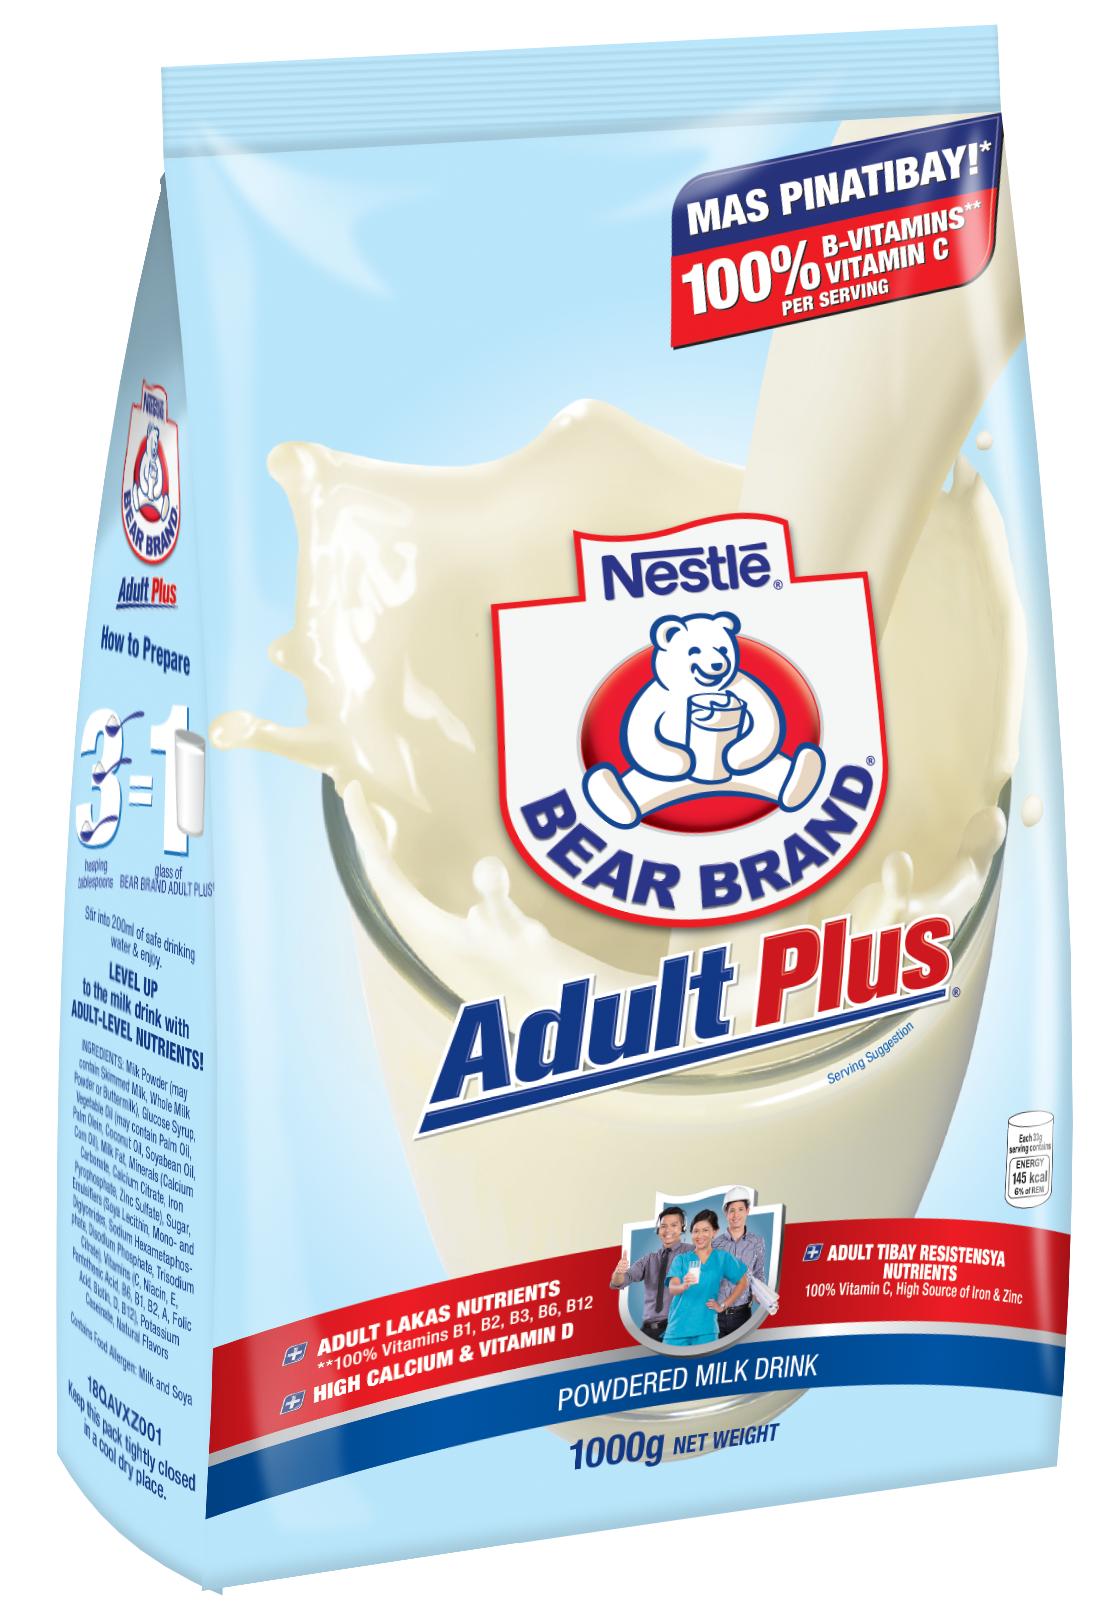 MAS PINATIBAY!*
100% B-VITAMINS**
VITAMIN C
PER SERVING
Nestlé®
BEAR BRAND®
Adult Plus®
Serving Suggestion
Each 33g
serving contains
ENERGY
145 kcal
6% of RENI
ADULT LAKAS NUTRIENTS
**100% Vitamins B1, B2, B3, B6, B12
HIGH CALCIUM & VITAMIN D
ADULT TIBAY RESISTENSYA
NUTRIENTS
100% Vitamin C, High Source of Iron & Zinc
POWDERED MILK DRINK
1000g NET WEIGHT
Nestlé
BEAR BRAND
Adult Plus
How to Prepare
3=1
heaping
tablespoons
glass of
BEAR BRAND ADULT PLUS
Stir into 200ml of safe drinking
water & enjoy.
LEVEL UP
to the milk drink with
ADULT-LEVEL NUTRIENTS!
INGREDIENTS: Milk Powder (may
contain Skimmed Milk, Whole Milk
Powder or Buttermilk), Glucose Syrup,
Vegetable Oil (may contain Palm Oil,
Palm Olein, Coconut Oil, Soyabean Oil,
Corn Oil), Milk Fat, Minerals (Calcium
Carbonate, Calcium Citrate, Iron
Pyrophosphate, Zinc Sulfate), Sugar,
Emulsifiers (Soya Lecithin, Mono- and
Diglycerides, Sodium Hexametaphos-
phate, Disodium Phosphate, Trisodium
Citrate), Vitamins (C, Niacin, E,
Pantothenic Acid, B6, B1, B2, A, Folic
Acid, Biotin, D, B12), Potassium
Caseinate, Natural Flavors
Contains Food Allergen: Milk and Soya
18QAVXZ001
Keep this pack tightly closed
in a cool dry place.